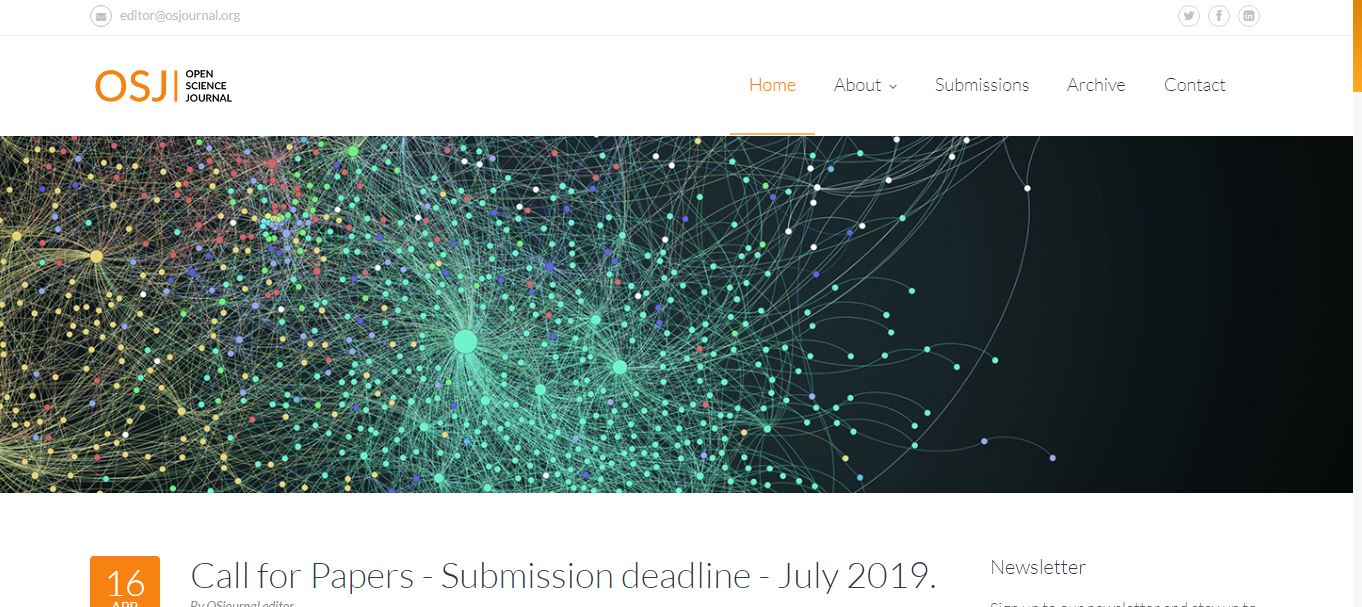 editor@osjournal.org
OSJ OPEN
SCIENCE
JOURNAL
Home About Submissions Archive Contact
16
APR
Call for Papers - Submission deadline - July 2019.
By OSjournal editor
Newsletter
Sign up to our newsletter and stay up to